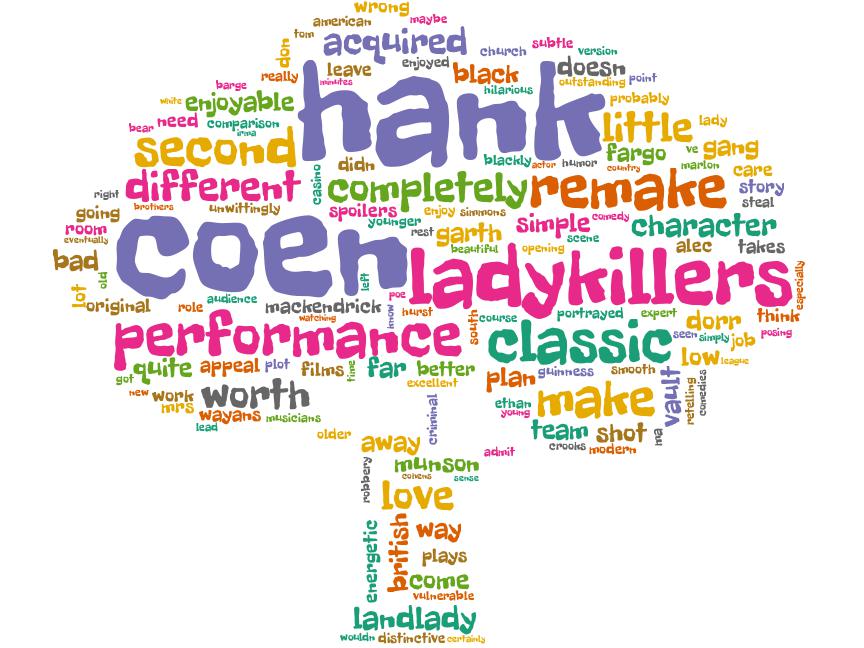 wrong
american maybe
tom acquired church subtle version
don enjoyed
really leave black doesn
minutes hilarious outstanding point
barge hank
white enjoyable probably
bear need comparison little lady
irma
second fargo ve gang
didn blackly actor humor marlon
country care
different casino completely remake story
right steal
brothers unwittingly spoilers enjoy simmons comedy
going younger simple character
room rest garth scene
eventually coen beautiful opening alec takes
bad ladykillers especially
old left
lot poe
original role audience mackendrick know hurst portrayed expert dorr think
watching south course posing
performance classic seen simply job
low league
got quite appeal plot films time far better guinness smooth
excellent plan
new work worth vault retelling comedies
mrs wayans musicians ethan make
young
lead criminal team shot ma
older away crooks modern
admit
robbery munson
coens sense
love
energetic british way
plays
come
vulnerable
landlady
wouldn distinctive certainly